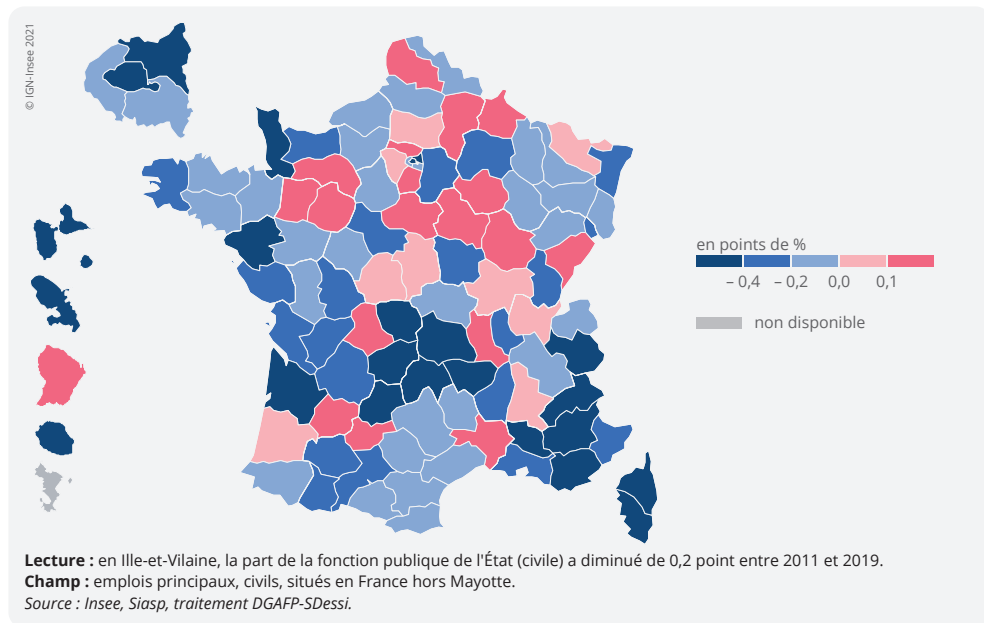 © IGN-Insee 2021
en points de %
– 0,4 – 0,2 0,0 0,1
non disponible
Lecture : en Ille-et-Vilaine, la part de la fonction publique de l'État (civile) a diminué de 0,2 point entre 2011 et 2019.
Champ : emplois principaux, civils, situés en France hors Mayotte.
Source : Insee, Siasp, traitement DGAFP-SDessi.